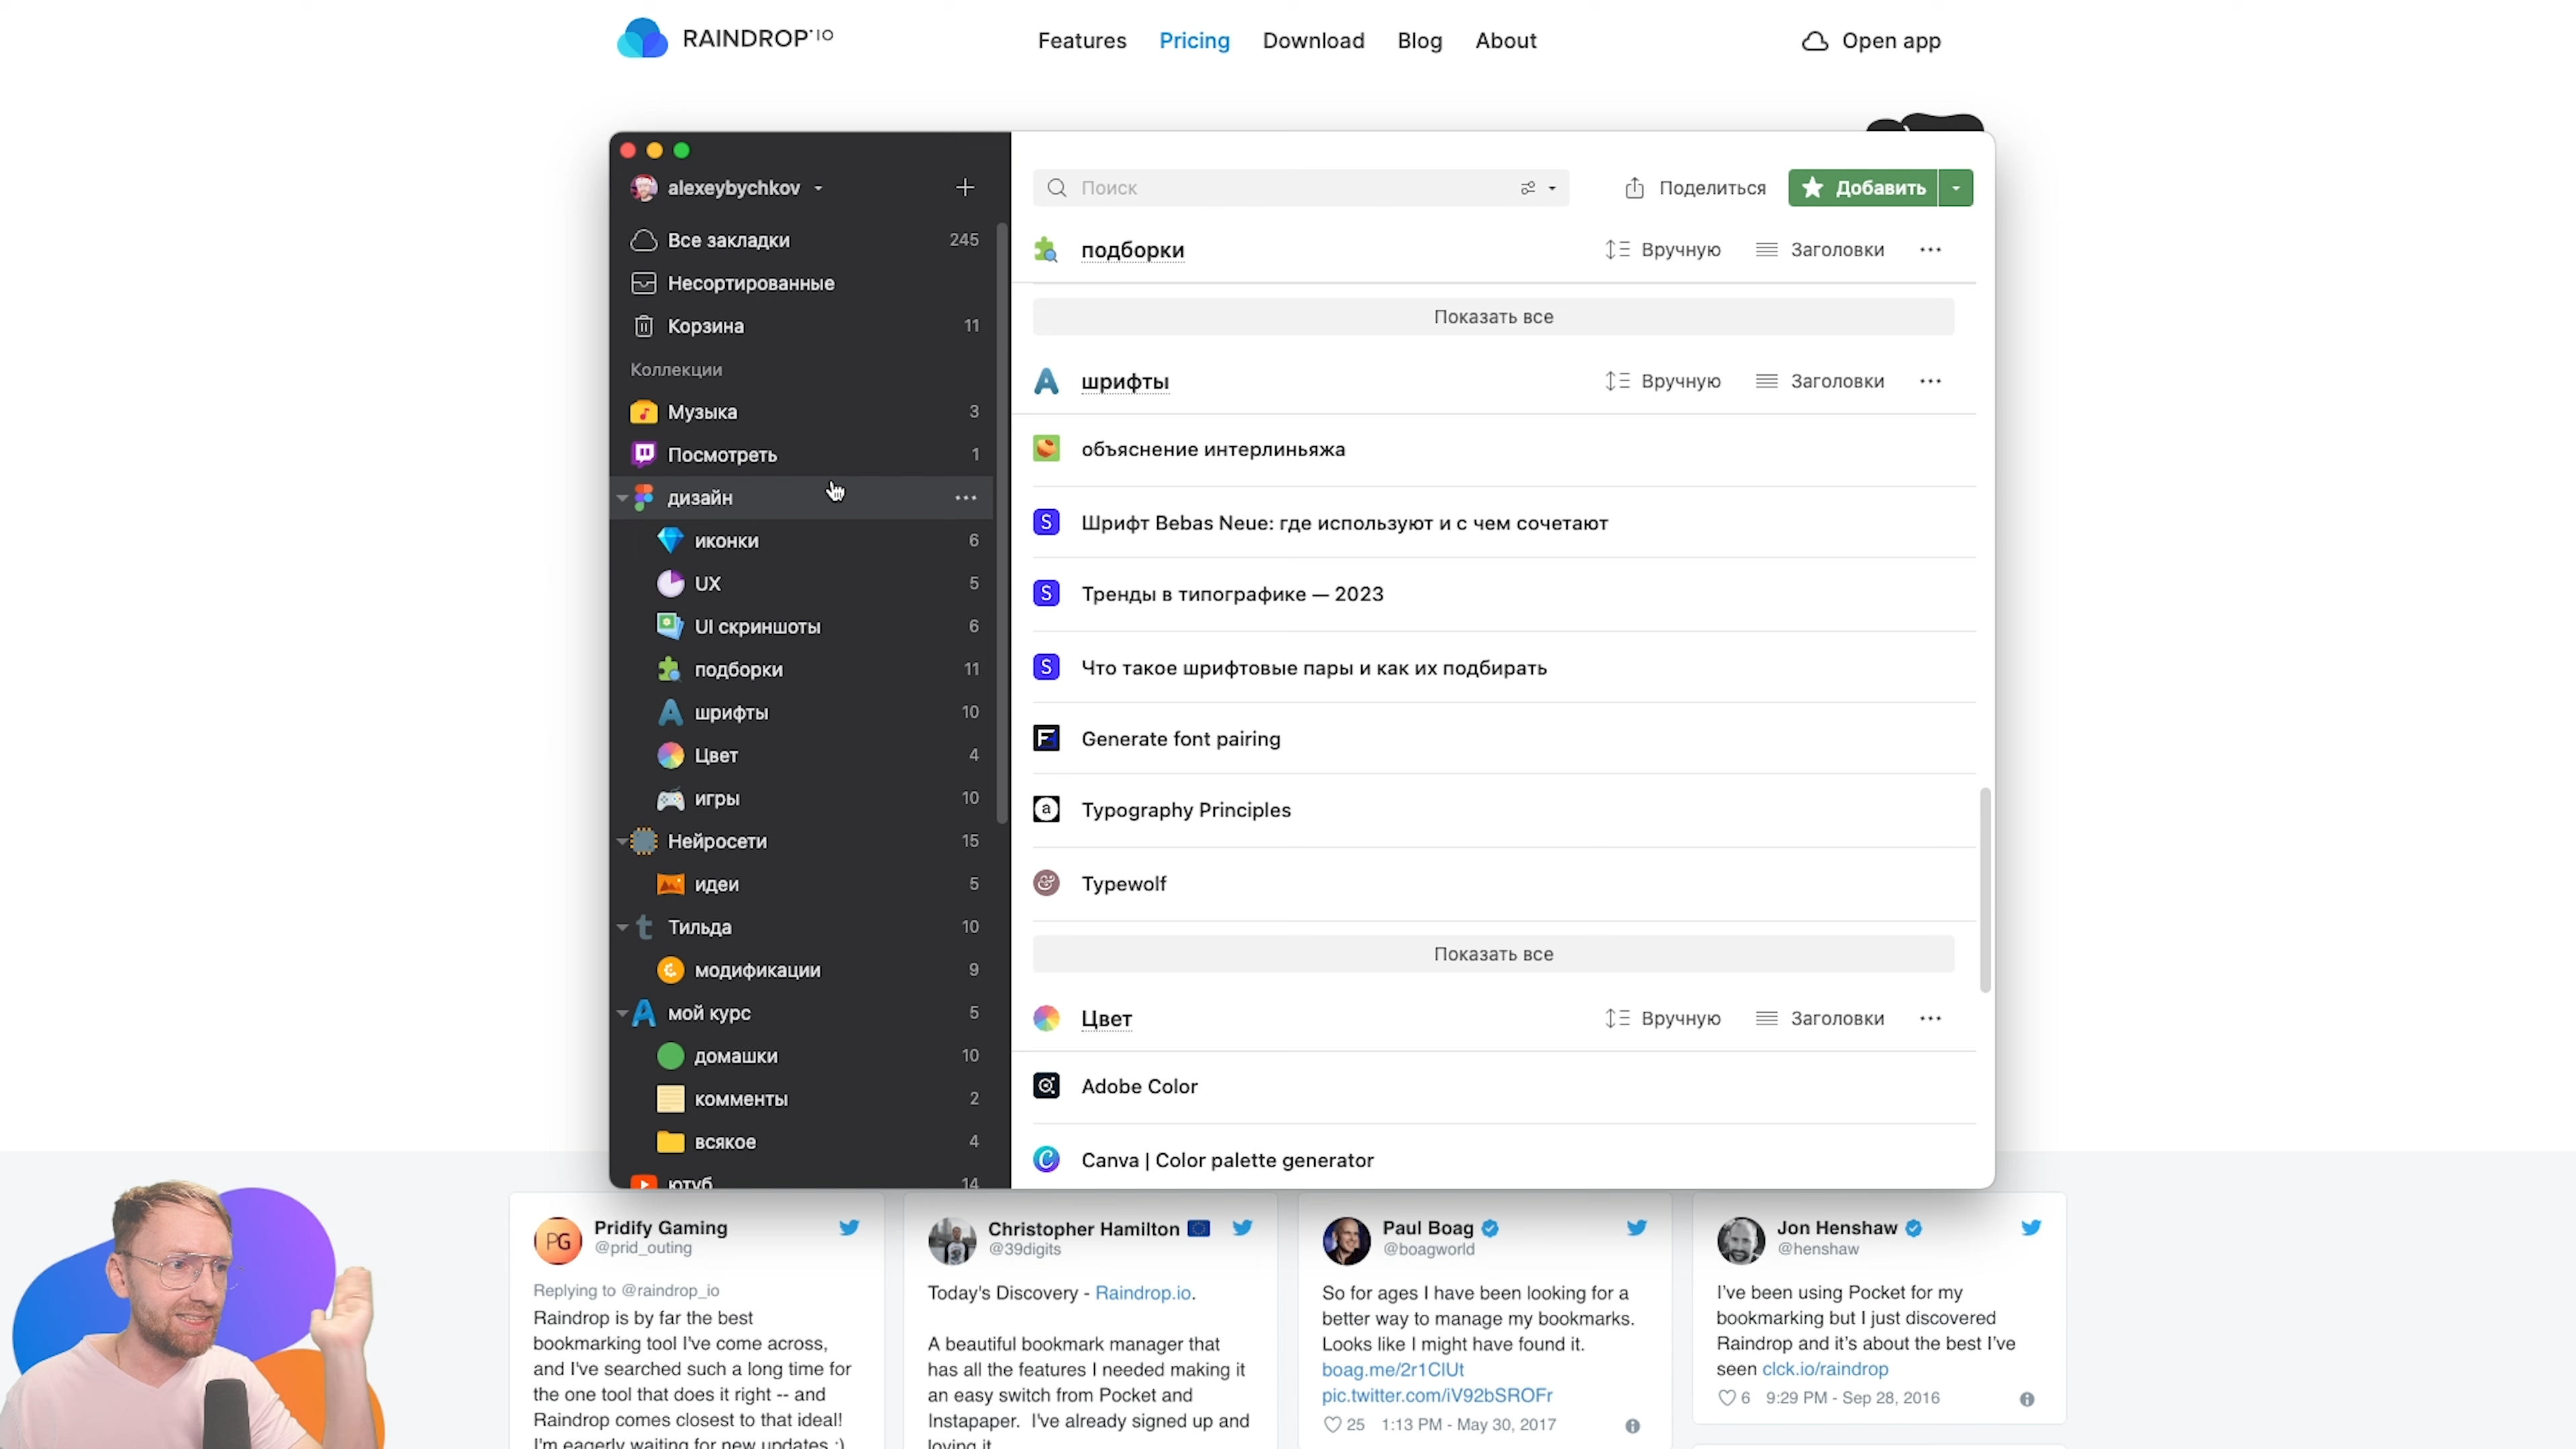 RAINDROP.IO
Features
Pricing
Download
Blog
About
Open app
alexeybychkov
Все закладки 245
Несортированные
Корзина 11
Коллекции
Музыка 3
Посмотреть 1
дизайн
иконки 6
UX 5
UI скриншоты 6
подборки 11
шрифты 10
Цвет 4
игры 10
Нейросети 15
идеи 5
Тильда 10
модификации 9
мой курс 5
домашки 10
комменты 2
всякое 4
ютуб 14
Поиск
Поделиться
Добавить
подборки Вручную Заголовки
Показать все
шрифты Вручную Заголовки
объяснение интерлиньяжа
Шрифт Bebas Neue: где используют и с чем сочетают
Тренды в типографике — 2023
Что такое шрифтовые пары и как их подбирать
Generate font pairing
Typography Principles
Typewolf
Показать все
Цвет Вручную Заголовки
Adobe Color
Canva | Color palette generator
PG
Pridify Gaming
@prid_outing
Replying to @raindrop_io
Raindrop is by far the best
bookmarking tool I've come across,
and I've searched such a long time for
the one tool that does it right -- and
Raindrop comes closest to that ideal!
I'm eagerly waiting for new updates :)
Christopher Hamilton
@39digits
Today's Discovery - Raindrop.io.
A beautiful bookmark manager that
has all the features I needed making it
an easy switch from Pocket and
Instapaper. I've already signed up and
loving it
Paul Boag
@boagworld
So for ages I have been looking for a
better way to manage my bookmarks.
Looks like I might have found it.
boag.me/2r1ClUt
pic.twitter.com/iV92bSROFr
25 1:13 PM - May 30, 2017
Jon Henshaw
@henshaw
I've been using Pocket for my
bookmarking but I just discovered
Raindrop and it's about the best I've
seen clck.io/raindrop
6 9:29 PM - Sep 28, 2016